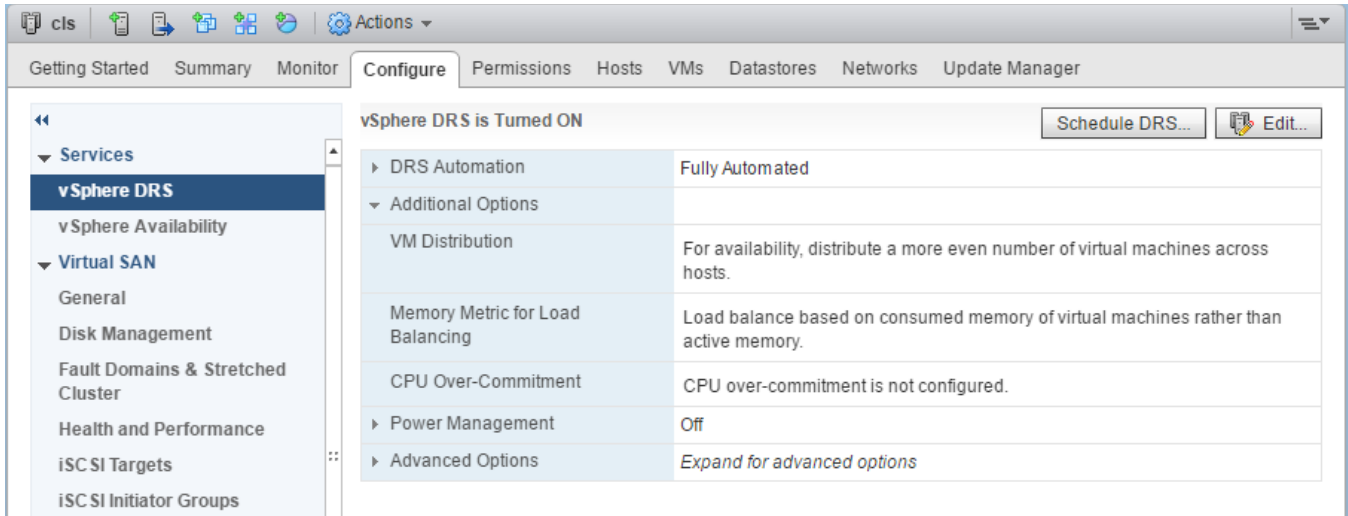 cls Actions
Getting Started Summary Monitor Configure Permissions Hosts VMs Datastores Networks Update Manager
Services
vSphere DRS
vSphere Availability
Virtual SAN
General
Disk Management
Fault Domains & Stretched
Cluster
Health and Performance
iSCSI Targets
iSCSI Initiator Groups
vSphere DRS is Turned ON
Schedule DRS... Edit...
DRS Automation Fully Automated
Additional Options
VM Distribution
For availability, distribute a more even number of virtual machines across
hosts.
Memory Metric for Load
Balancing
Load balance based on consumed memory of virtual machines rather than
active memory.
CPU Over-Commitment CPU over-commitment is not configured.
Power Management Off
Advanced Options Expand for advanced options